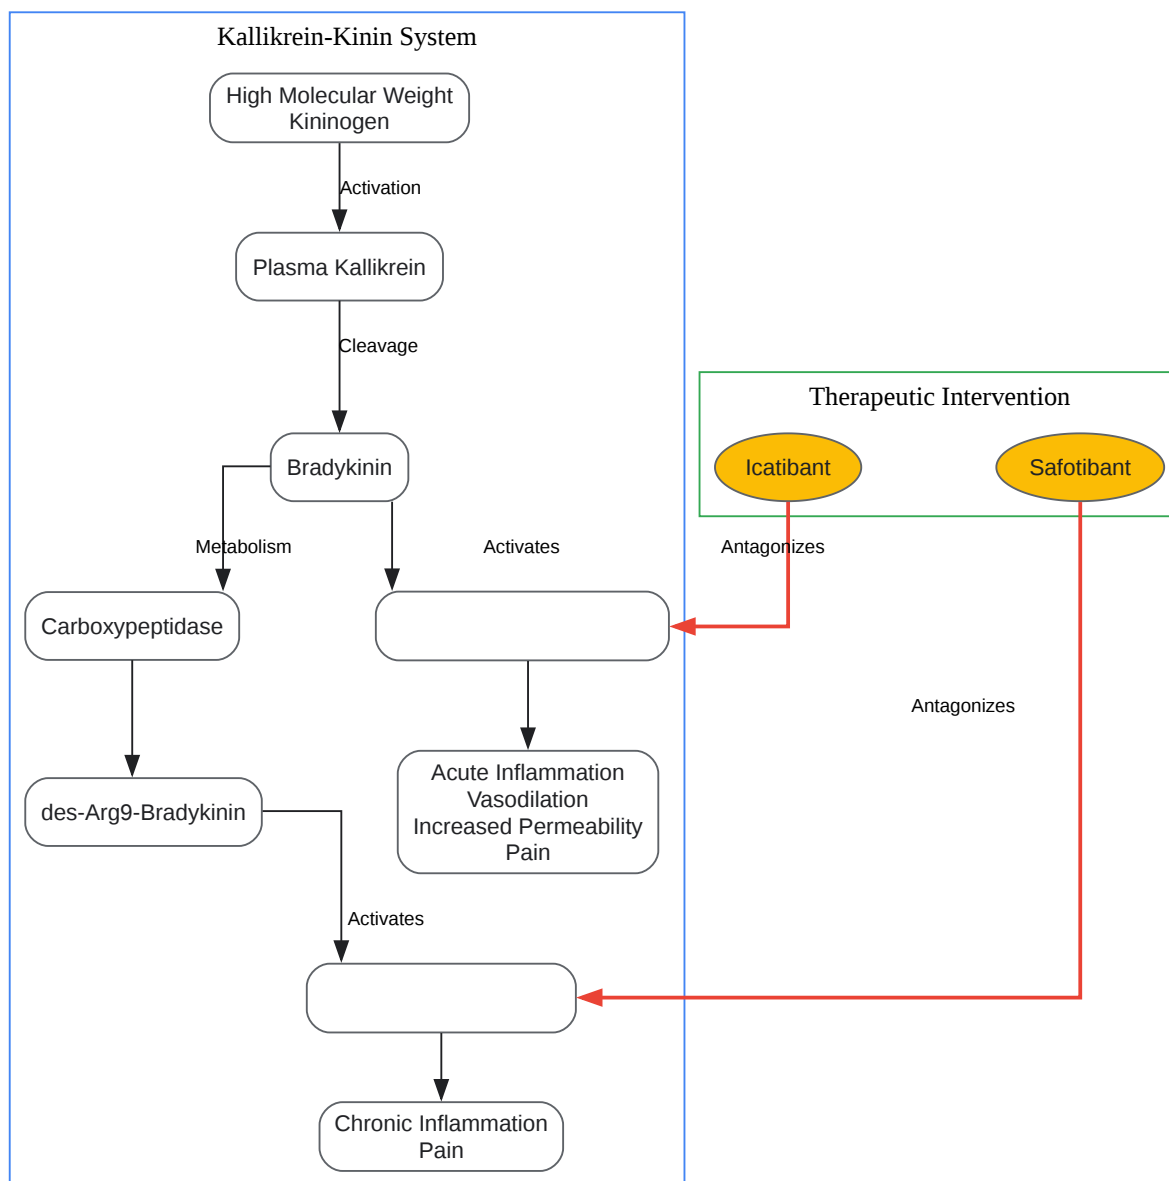 Kallikrein-Kinin System
High Molecular Weight
Kininogen
Activation
Plasma Kallikrein
Cleavage
Therapeutic Intervention
Bradykinin
Icatibant
Safotibant
Metabolism
Activates
Antagonizes
Carboxypeptidase
Antagonizes
Acute Inflammation
Vasodilation
Increased Permeability
Pain
des-Arg9-Bradykinin
Activates
Chronic Inflammation
Pain